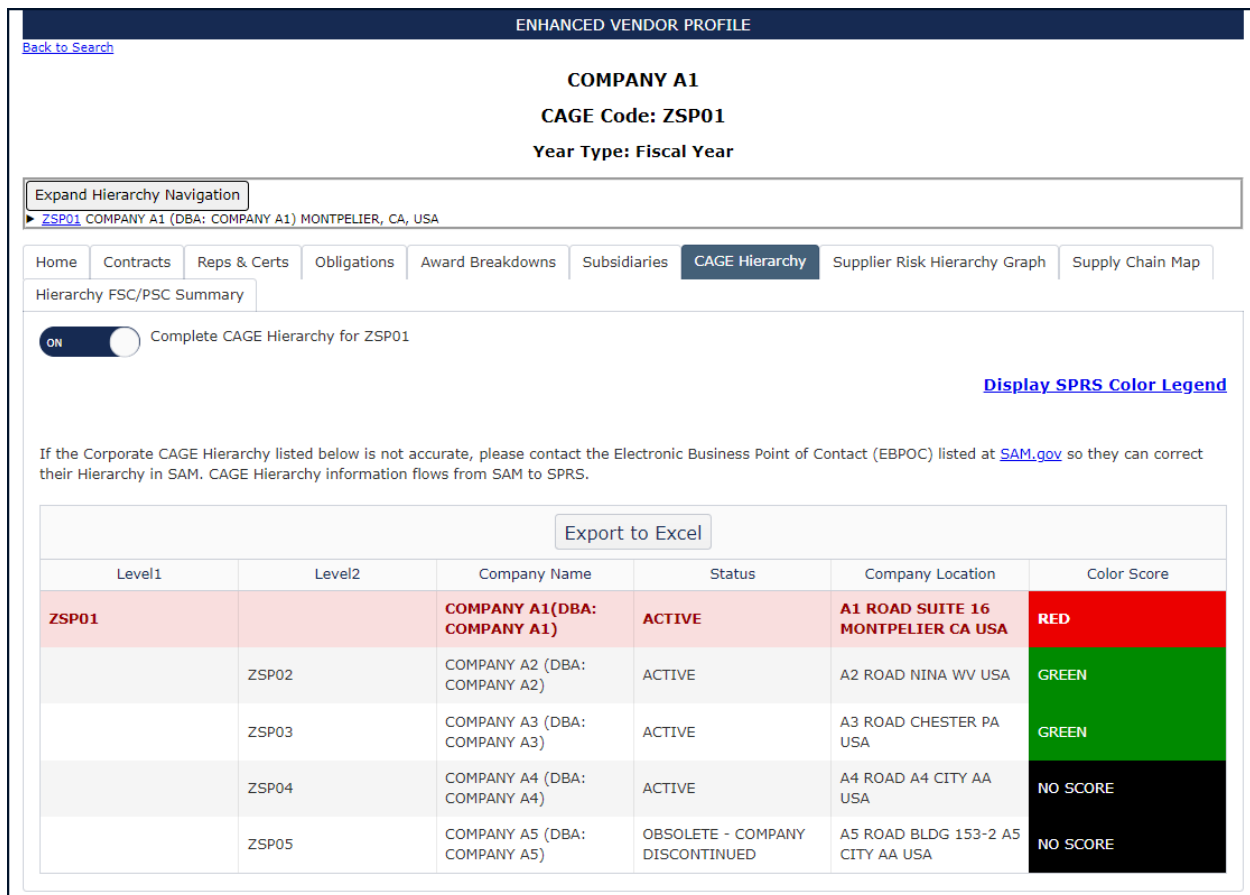 ENHANCED VENDOR PROFILE
Back to Search
COMPANY A1
CAGE Code: ZSP01
Year Type: Fiscal Year
Expand Hierarchy Navigation
► ZSP01 COMPANY A1 (DBA: COMPANY A1) MONTPELIER, CA, USA
Home Contracts Reps & Certs Obligations Award Breakdowns Subsidiaries CAGE Hierarchy Supplier Risk Hierarchy Graph Supply Chain Map
Hierarchy FSC/PSC Summary
ON Complete CAGE Hierarchy for ZSP01
Display SPRS Color Legend
If the Corporate CAGE Hierarchy listed below is not accurate, please contact the Electronic Business Point of Contact (EBPOC) listed at SAM.gov so they can correct
their Hierarchy in SAM. CAGE Hierarchy information flows from SAM to SPRS.
Export to Excel
Level1 Level2 Company Name Status Company Location Color Score
ZSP01 COMPANY A1(DBA: ACTIVE A1 ROAD SUITE 16 RED
COMPANY A1) MONTPELIER CA USA
ZSP02 COMPANY A2 (DBA: ACTIVE A2 ROAD NINA WV USA GREEN
COMPANY A2)
ZSP03 COMPANY A3 (DBA: ACTIVE A3 ROAD CHESTER PA GREEN
COMPANY A3) USA
ZSP04 COMPANY A4 (DBA: ACTIVE A4 ROAD A4 CITY AA NO SCORE
COMPANY A4) USA
ZSP05 COMPANY A5 (DBA: OBSOLETE - COMPANY A5 ROAD BLDG 153-2 A5 NO SCORE
COMPANY A5) DISCONTINUED CITY AA USA